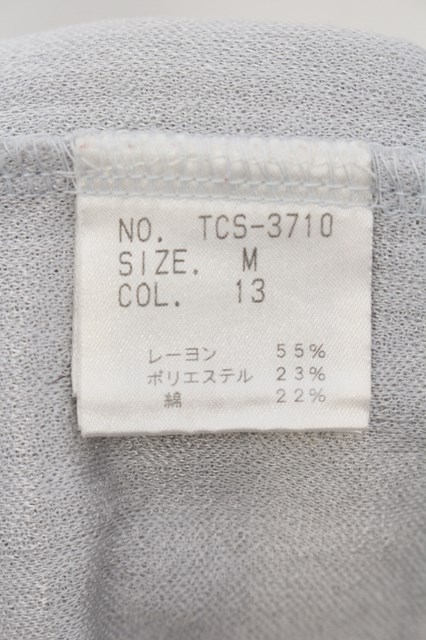 NO. TCS-3710
SIZE. M
COL. 13
レーヨン 55%
ポリエステル 23%
綿 22%